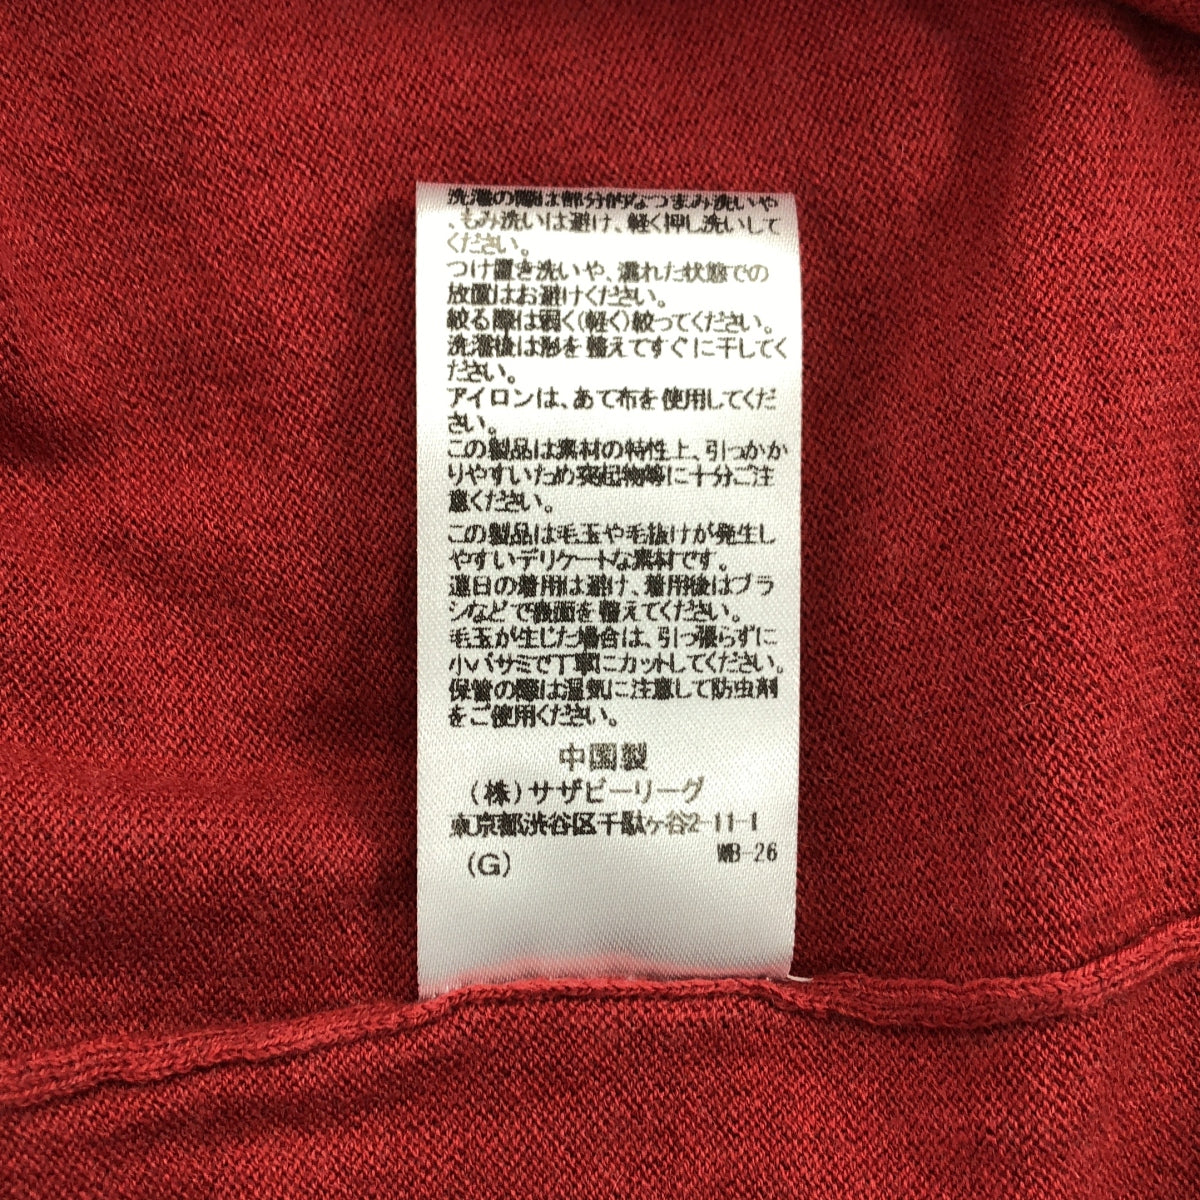 洗濯の際は部分的なつまみ洗いや
、もみ洗いは避け、軽く押し洗いして
ください。
つけ置き洗いや、濡れた状態での
放置はお避けください。
絞る際は弱く(軽く)絞ってください。
洗濯後は形を整えてすぐに干してく
ださい。
アイロンは、あて布を使用してくだ
さい。
この製品は素材の特性上、引っかか
りやすいため突起物等に十分ご注
意ください。
この製品は毛玉や毛抜けが発生し
やすいデリケートな素材です。
連日の着用は避け、着用後はブラ
シなどで表面を整えてください。
毛玉が生じた場合は、引っ張らずに
小バサミで丁寧にカットしてください。
保管の際は湿気に注意して防虫剤
をご使用ください。
中国製
(株)サザビーリーグ
東京都渋谷区千駄ヶ谷2-11-1
(G) WB-26